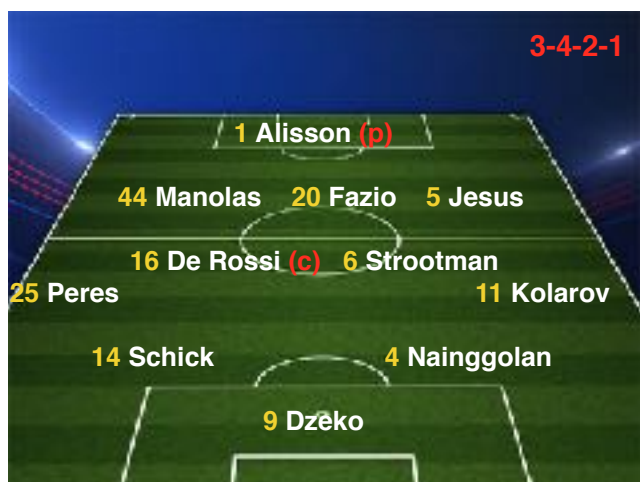 3-4-2-1
1 Alisson (p)
44 Manolas 20 Fazio 5 Jesus
16 De Rossi (c) 6 Strootman
25 Peres 11 Kolarov
14 Schick 4 Nainggolan
9 Dzeko